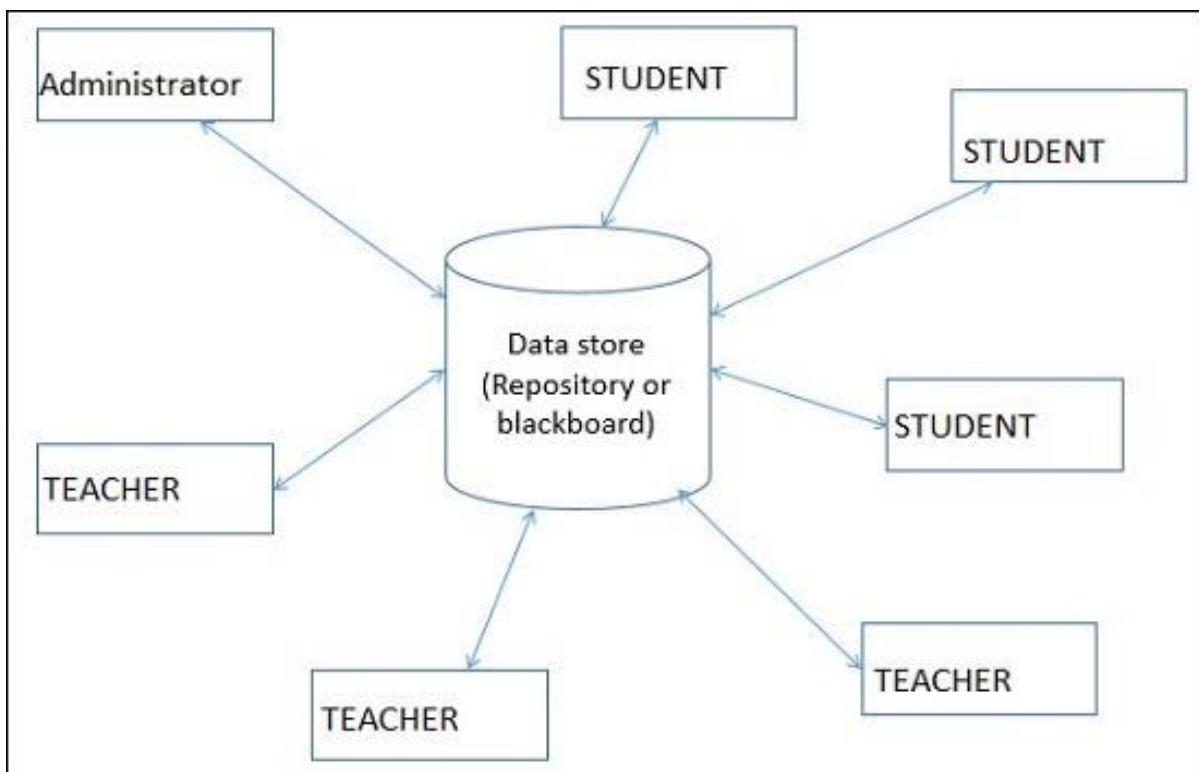 Administrator
STUDENT
STUDENT
Data store
(Repository or
blackboard)
STUDENT
TEACHER
TEACHER
TEACHER